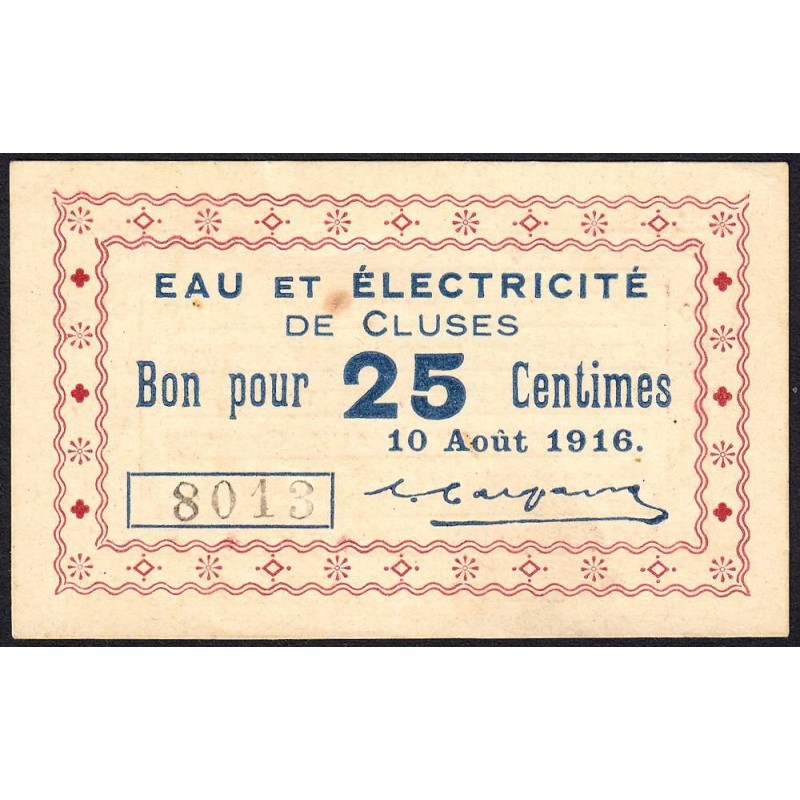 EAU ET ÉLECTRICITÉ
DE CLUSES
Bon pour 25 Centimes
10 Août 1916.
8013